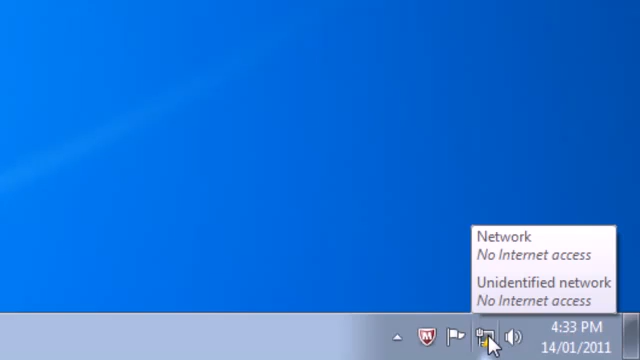 Network
No Internet access
Unidentified network
No Internet access
4:33 PM
14/01/2011